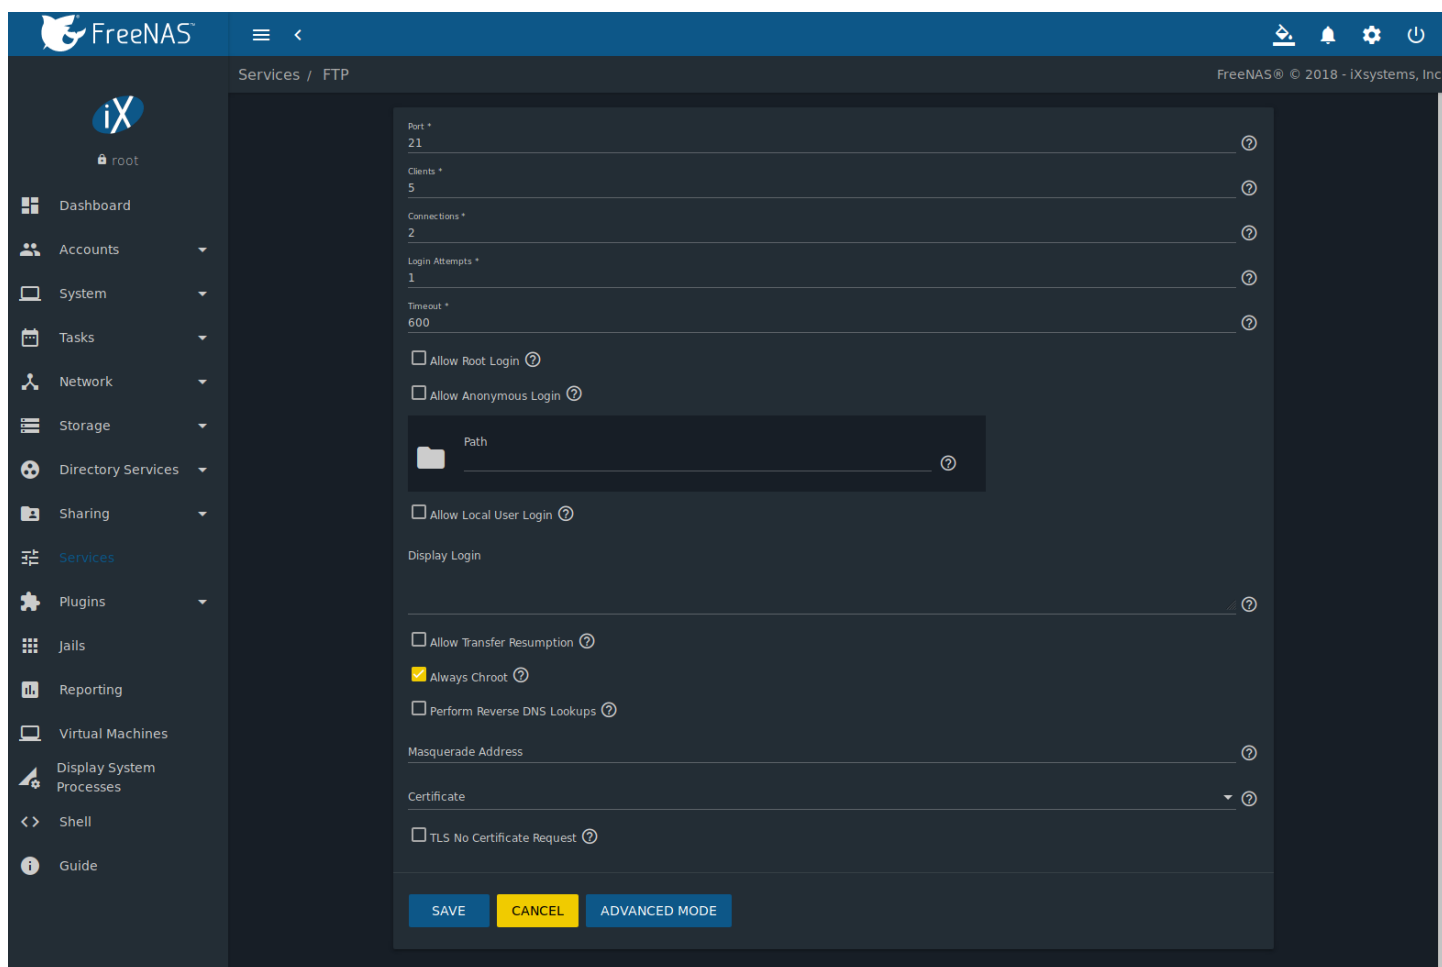 FreeNAS™
Services / FTP
FreeNAS® © 2018 - iXsystems, Inc
iX
root
Dashboard
Accounts
System
Tasks
Network
Storage
Directory Services
Sharing
Services
Plugins
Jails
Reporting
Virtual Machines
Display System
Processes
Shell
Guide
Port *
21
Clients *
5
Connections *
2
Login Attempts *
1
Timeout *
600
Allow Root Login
Allow Anonymous Login
Path
Allow Local User Login
Display Login
Allow Transfer Resumption
Always Chroot
Perform Reverse DNS Lookups
Masquerade Address
Certificate
TLS No Certificate Request
SAVE CANCEL ADVANCED MODE